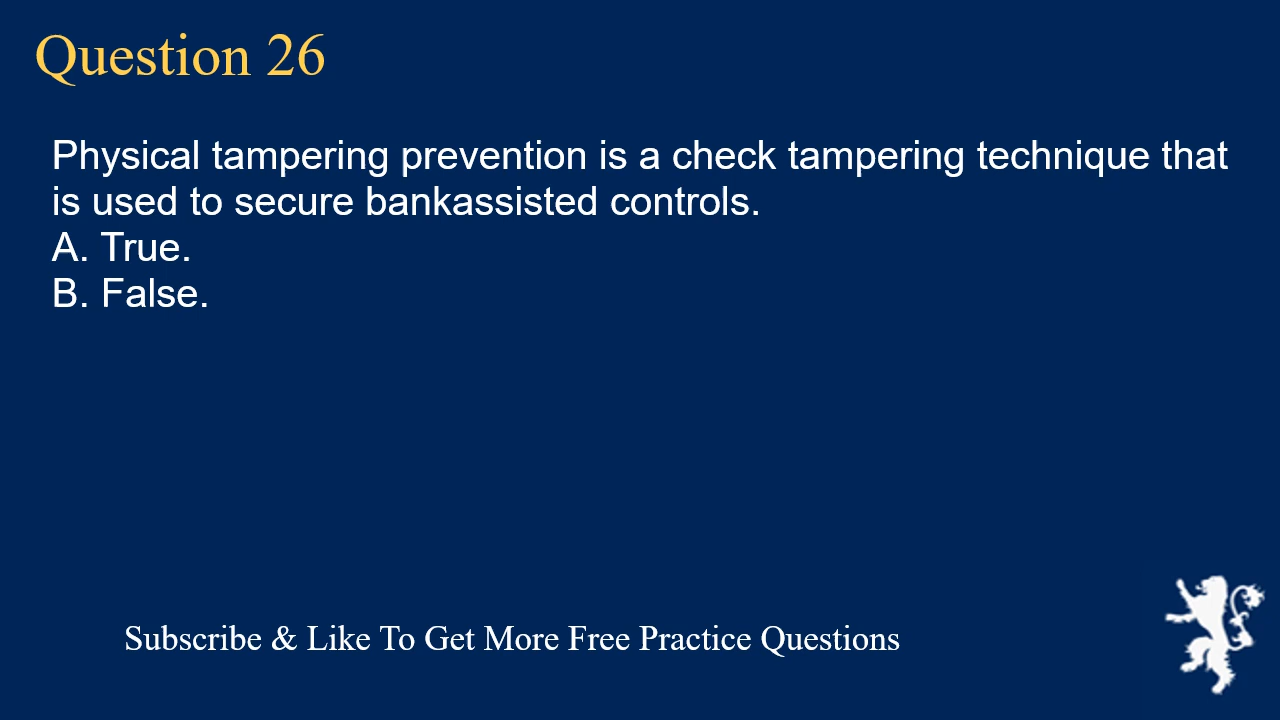 Question 26
Physical tampering prevention is a check tampering technique that
is used to secure bankassisted controls.
A. True.
B. False.
Subscribe & Like To Get More Free Practice Questions